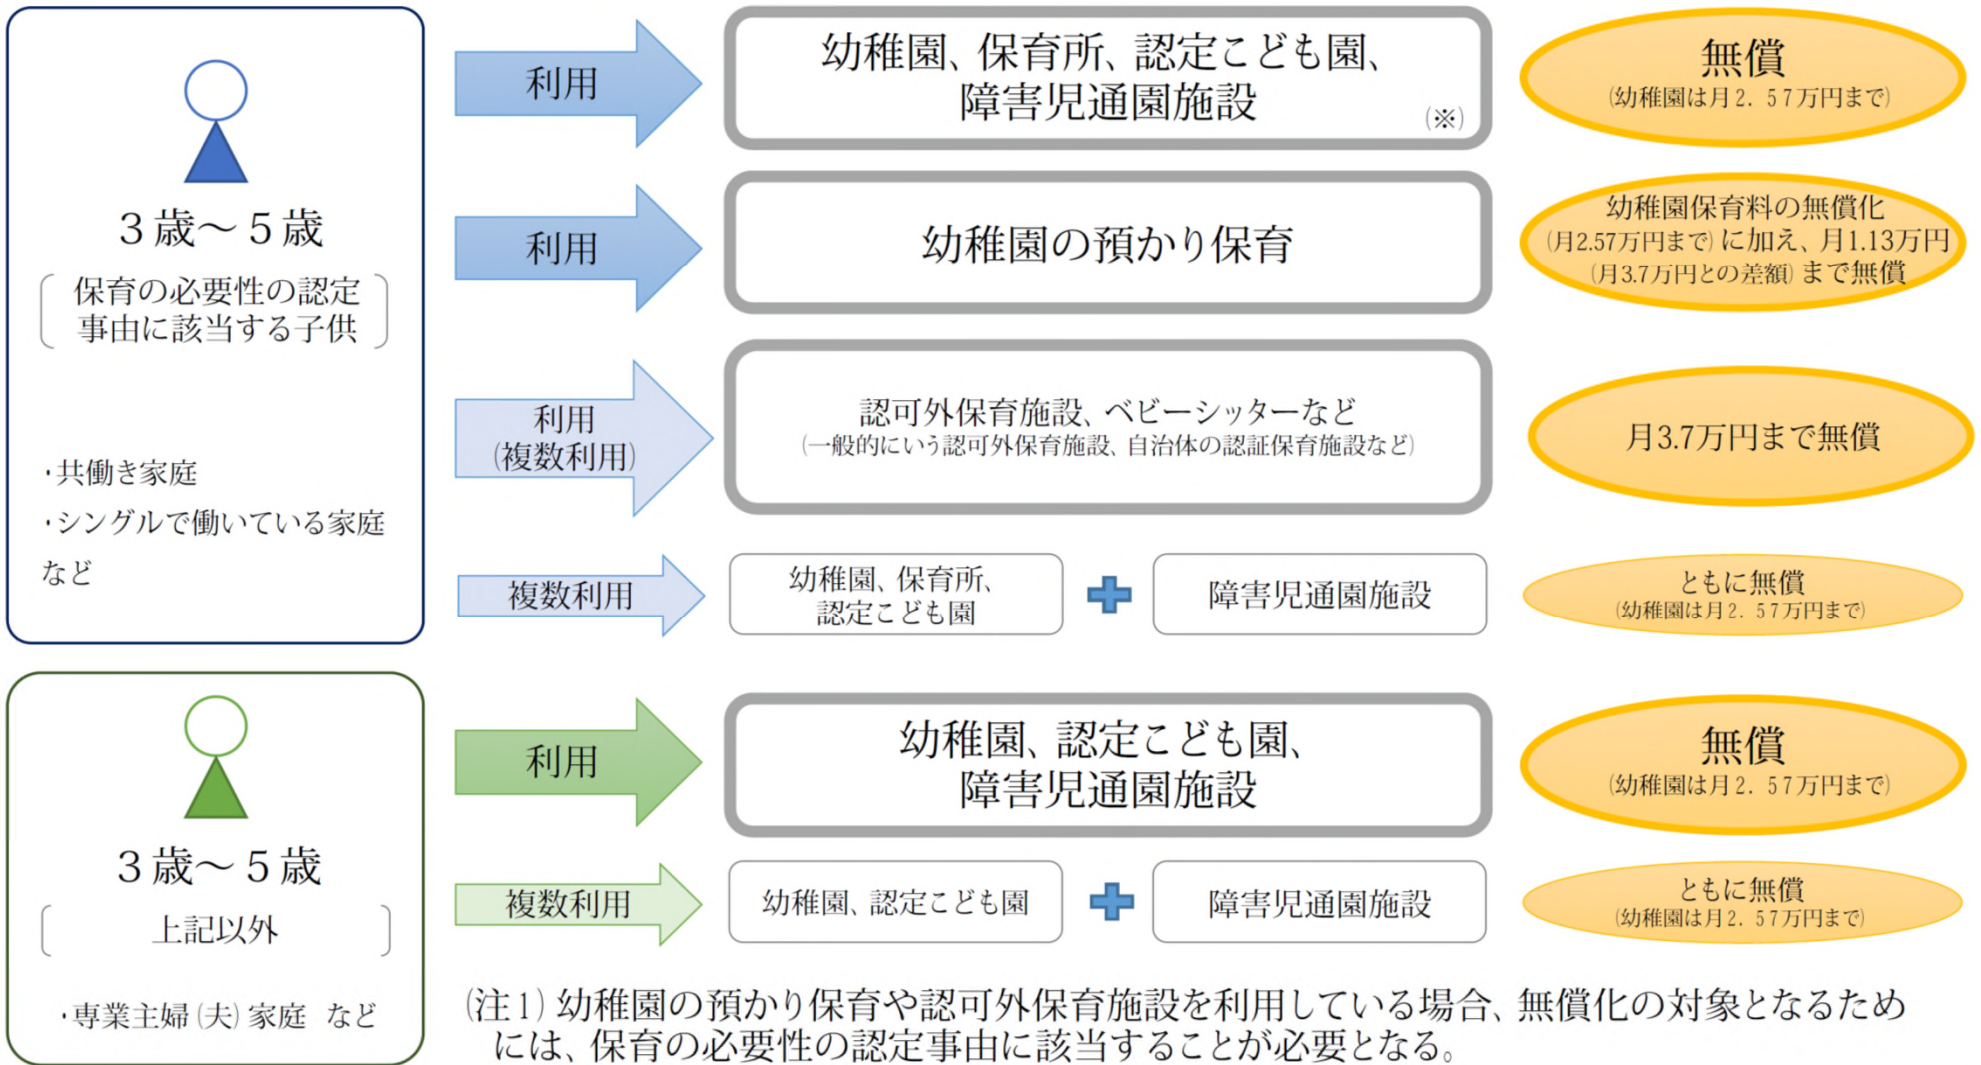 ３歳～５歳
保育の必要性の認定
事由に該当する子供
・共働き家庭
・シングルで働いている家庭
など
利用
幼稚園、保育所、認定こども園、
障害児通園施設
(※)
無償
(幼稚園は月２．５７万円まで)
利用
幼稚園の預かり保育
幼稚園保育料の無償化
(月2.57万円まで)に加え、月1.13万円
(月3.7万円との差額)まで無償
利用
(複数利用)
認可外保育施設、ベビーシッターなど
(一般的にいう認可外保育施設、自治体の認証保育施設など)
月3.7万円まで無償
複数利用
幼稚園、保育所、
認定こども園
障害児通園施設
ともに無償
(幼稚園は月２．５７万円まで)
３歳～５歳
上記以外
・専業主婦(夫)家庭 など
利用
幼稚園、認定こども園、
障害児通園施設
無償
(幼稚園は月２．５７万円まで)
複数利用
幼稚園、認定こども園
障害児通園施設
ともに無償
(幼稚園は月２．５７万円まで)
(注１)幼稚園の預かり保育や認可外保育施設を利用している場合、無償化の対象となるため
には、保育の必要性の認定事由に該当することが必要となる。